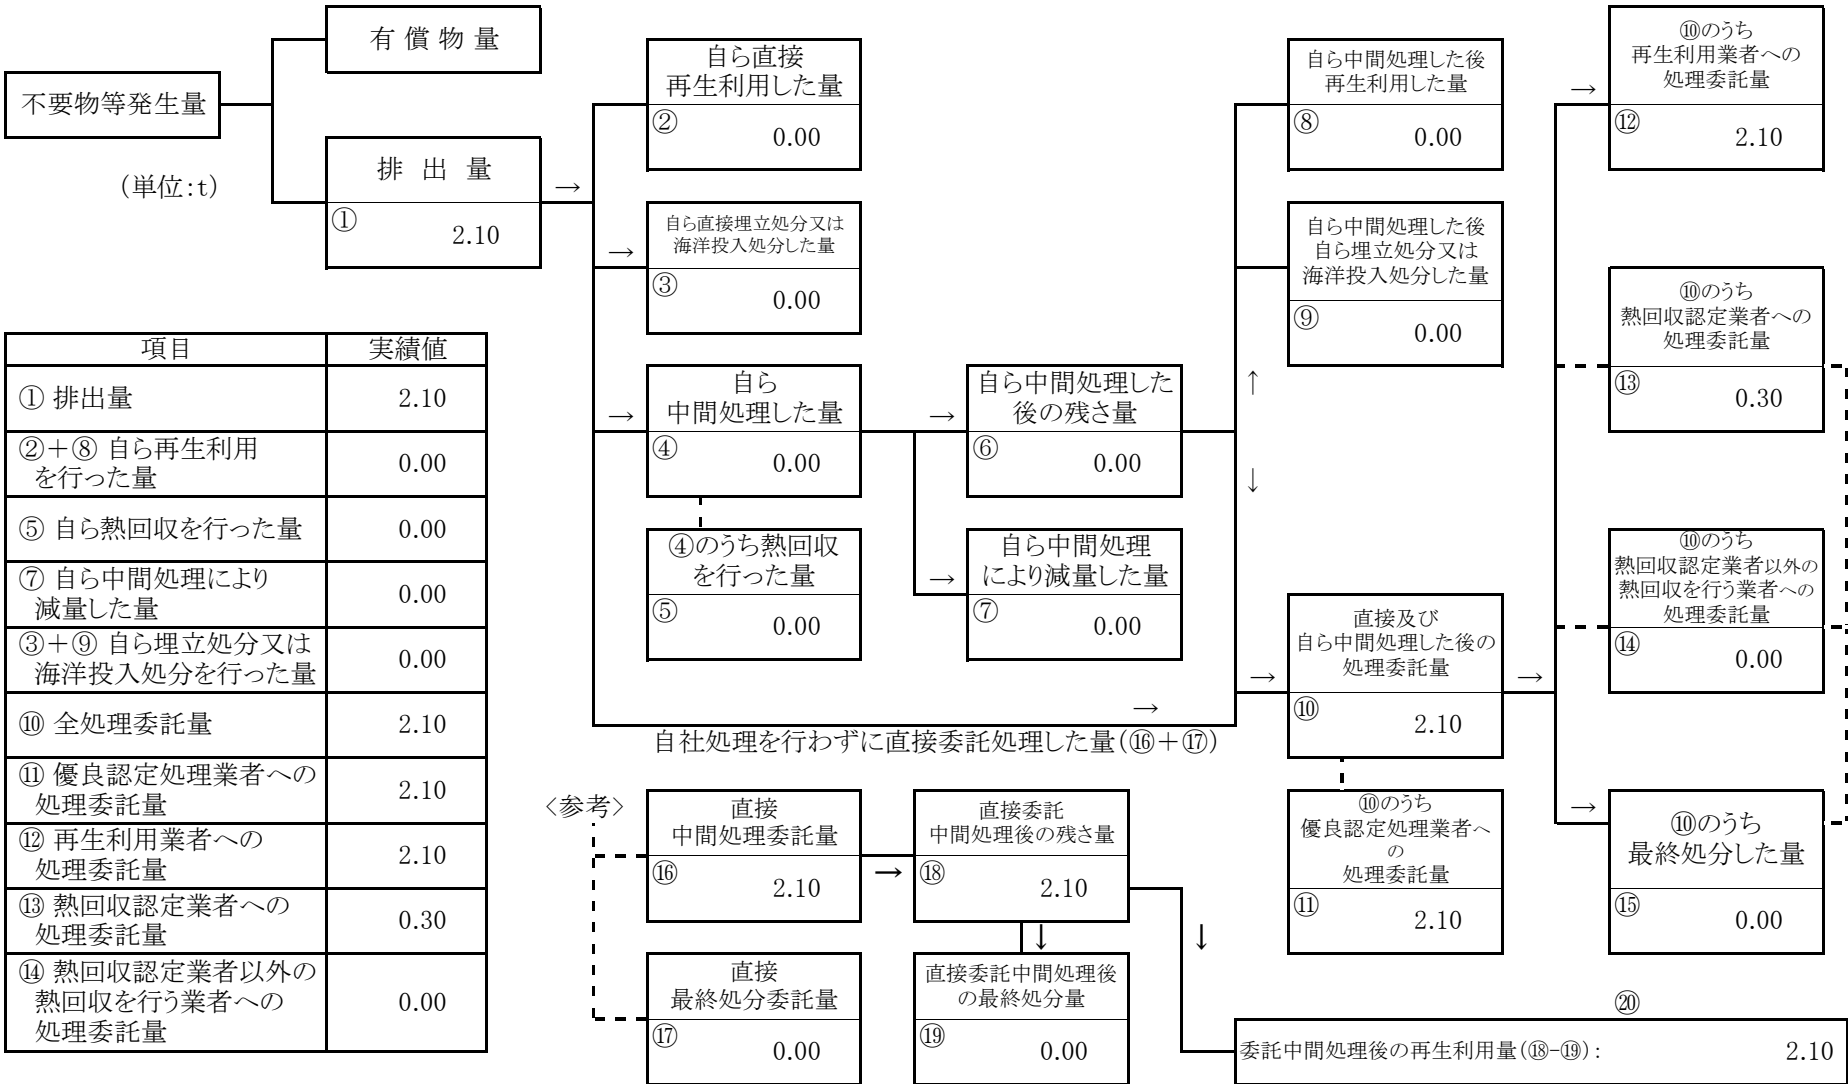 不要物等発生量
(単位:t)
有 償 物 量
排 出 量
①
2.10
→
自ら直接
再生利用した量
②
0.00
→
自ら直接埋立処分又は
海洋投入処分した量
③
0.00
→
自ら
中間処理した量
④
0.00
④のうち熱回収
を行った量
⑤
0.00
→
自ら中間処理した
後の残さ量
⑥
0.00
→
自ら中間処理
により減量した量
⑦
0.00
自ら中間処理した後
再生利用した量
⑧
0.00
自ら中間処理した後
自ら埋立処分又は
海洋投入処分した量
⑨
0.00
↑
↓
→
自社処理を行わずに直接委託処理した量(⑯+⑰)
→
直接及び
自ら中間処理した後の
処理委託量
⑩
2.10
⑩のうち
優良認定処理業者へ
の
処理委託量
⑪
2.10
→
→
⑩のうち
再生利用業者への
処理委託量
⑫
2.10
⑩のうち
熱回収認定業者への
処理委託量
⑬
0.30
⑩のうち
熱回収認定業者以外の
熱回収を行う業者への
処理委託量
⑭
0.00
→
⑩のうち
最終処分した量
⑮
0.00
項目 実績値
① 排出量 2.10
②+⑧ 自ら再生利用
を行った量 0.00
⑤ 自ら熱回収を行った量 0.00
⑦ 自ら中間処理により
減量した量 0.00
③+⑨ 自ら埋立処分又は
海洋投入処分を行った量 0.00
⑩ 全処理委託量 2.10
⑪ 優良認定処理業者への
処理委託量 2.10
⑫ 再生利用業者への
処理委託量 2.10
⑬ 熱回収認定業者への
処理委託量 0.30
⑭ 熱回収認定業者以外の
熱回収を行う業者への
処理委託量 0.00
<参考>
直接
中間処理委託量
⑯
2.10
→
直接委託
中間処理後の残さ量
⑱
2.10
↓
↓
直接
最終処分委託量
⑰
0.00
直接委託中間処理後
の最終処分量
⑲
0.00
⑳
委託中間処理後の再生利用量(⑱-⑲): 2.10